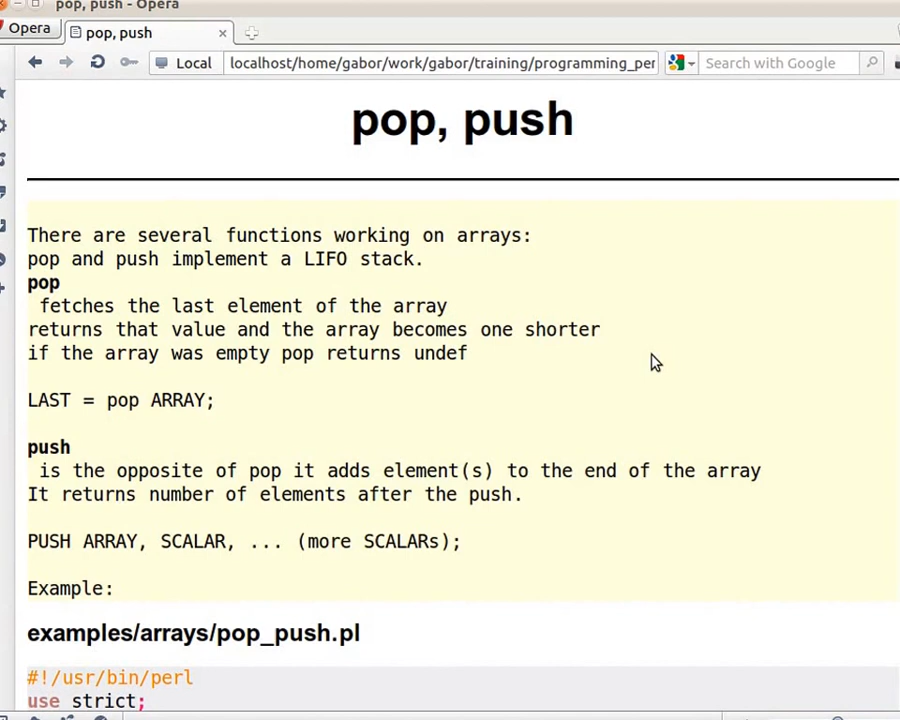 pop, push - Opera
Opera
pop, push
Local
localhost/home/gabor/work/gabor/training/programming_per
Search with Google
pop, push
There are several functions working on arrays:
pop and push implement a LIFO stack.
pop
fetches the last element of the array
returns that value and the array becomes one shorter
if the array was empty pop returns undef
LAST = pop ARRAY;
push
is the opposite of pop it adds element(s) to the end of the array
It returns number of elements after the push.
PUSH ARRAY, SCALAR, ... (more SCALARs);
Example:
examples/arrays/pop_push.pl
#!/usr/bin/perl
use strict;